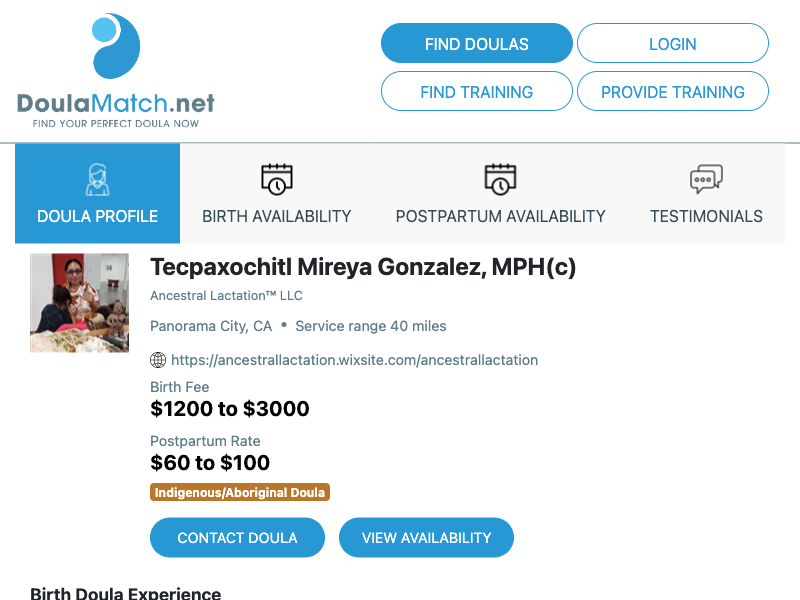 DoulaMatch.net
FIND YOUR PERFECT DOULA NOW
FIND DOULAS
LOGIN
FIND TRAINING
PROVIDE TRAINING
DOULA PROFILE
BIRTH AVAILABILITY
POSTPARTUM AVAILABILITY
TESTIMONIALS
Tecpaxochitl Mireya Gonzalez, MPH(c)
Ancestral Lactation™ LLC
Panorama City, CA • Service range 40 miles
https://ancestrallactation.wixsite.com/ancestrallactation
Birth Fee
$1200 to $3000
Postpartum Rate
$60 to $100
Indigenous/Aboriginal Doula
CONTACT DOULA
VIEW AVAILABILITY
Birth Doula Experience